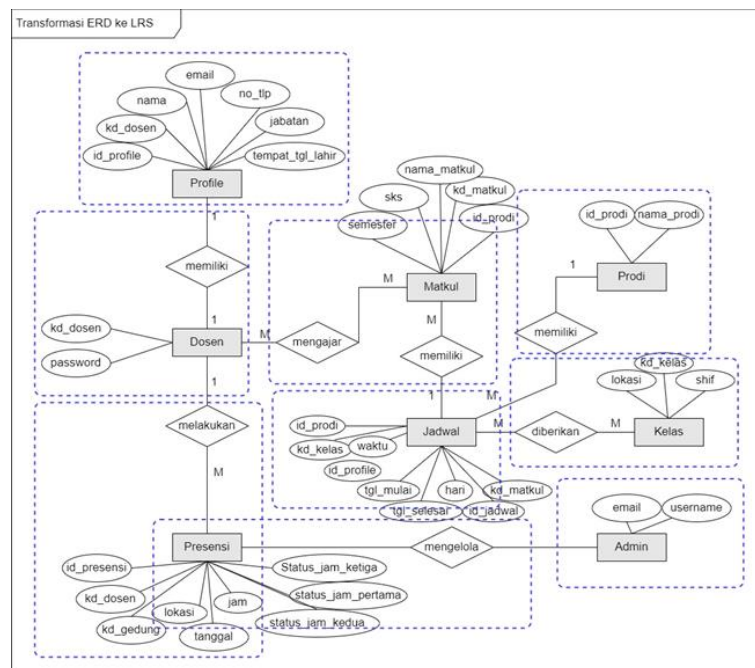 Transformasi ERD ke LRS
email
nama
no_tlp
kd_dosen
jabatan
id_profile
tempat_tgl_lahir
Profile
1
memiliki
1
kd_dosen
password
Dosen
M
mengajar
M
nama_matkul
sks
kd_matkul
semester
id_prodi
Matkul
M
memiliki
1
id_prodi
nama_prodi
Prodi
1
memiliki
M
kd_kelas
lokasi
shif
Kelas
M
diberikan
M
Jadwal
id_prodi
kd_kelas
waktu
id_profile
tgl_mulai
hari
kd_matkul
tgl_selesai
id_jadwal
1
melakukan
M
Presensi
mengelola
Admin
email
username
id_presensi
Status_jam_ketiga
kd_dosen
jam
status_jam_pertama
lokasi
kd_gedung
status_jam_kedua
tanggal